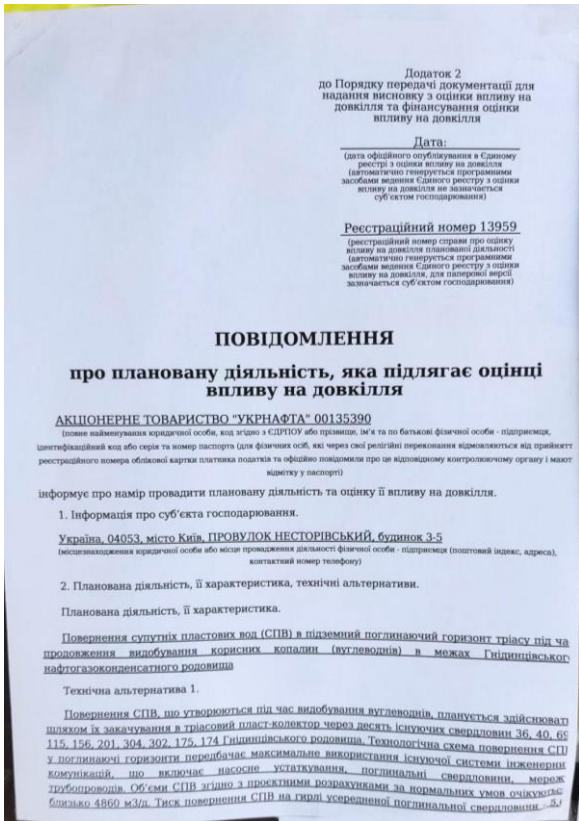 Додаток 2
до Порядку передачі документації для
надання висновку з оцінки впливу на
довкілля та фінансування оцінки
впливу на довкілля
Дата:
(дата офіційного опублікування в Єдиному
реєстрі з оцінки впливу на довкілля
(автоматично генерується програмними
засобами ведення Єдиного реєстру з оцінки
впливу на довкілля не зазначається
суб'єктом господарювання)
Реєстраційний номер 13959
(реєстраційний номер справи про оцінку
впливу на довкілля планованої діяльності
(автоматично генерується програмними
засобами ведення Єдиного реєстру з оцінки
впливу на довкілля, для паперової версії
зазначається суб'єктом господарювання)
ПОВІДОМЛЕННЯ
про плановану діяльність, яка підлягає оцінці
впливу на довкілля
АКЦІОНЕРНЕ ТОВАРИСТВО "УКРНАФТА" 00135390
(повне найменування юридичної особи, код згідно з ЄДРПОУ або прізвище, ім'я та по батькові фізичної особи - підприємця,
ідентифікаційний код або серія та номер паспорта (для фізичних осіб, які через свої релігійні переконання відмовляються від прийнятт
реєстраційного номера облікової картки платника податків та офіційно повідомили про це відповідному контролюючому органу і мают
відмітку у паспорті)
інформує про намір провадити плановану діяльність та оцінку її впливу на довкілля.
1. Інформація про суб'єкта господарювання.
Україна, 04053, місто Київ, ПРОВУЛОК НЕСТОРІВСЬКИЙ, будинок 3-5
(місцезнаходження юридичної особи або місце провадження діяльності фізичної особи - підприємця (поштовий індекс, адреса),
контактний номер телефону)
2. Планована діяльність, її характеристика, технічні альтернативи.
Планована діяльність, її характеристика.
Повернення супутніх пластових вод (СПВ) в підземний поглинаючий горизонт тріасу під ча
продовження видобування корисних копалин (вуглеводнів) в межах Гнідинцівськог
нафтогазоконденсатного родовища
Технічна альтернатива 1.
Повернення СПВ, що утворюються під час видобування вуглеводнів, планується здійснюват
шляхом їх закачування в тріасовий пласт-колектор через десять існуючих свердловин 36, 40, 69
115, 156, 201, 304, 302, 175, 174 Гнідинцівського родовища. Технологічна схема повернення СП
у поглинаючі горизонти передбачає максимальне використання існуючої системи інженерни
комунікацій, що включає насосне устаткування, поглинальні свердловини, мереж
трубопроводів. Об'єми СПВ згідно з проєктними розрахунками за нормальних умов очікуютьс
близько 4860 м3/д. Тиск повернення СПВ на гирлі усередненої поглинальної свердловини